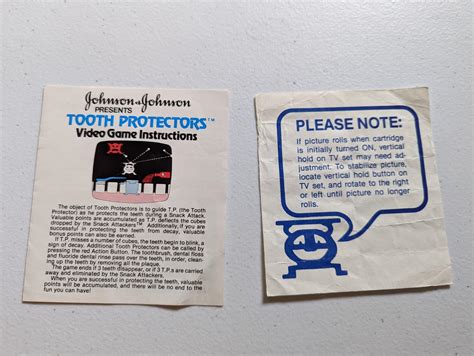 Johnson & Johnson
PRESENTS
TOOTH PROTECTORS™
Video Game Instructions
The object of Tooth Protectors is to guide T.P. (the Tooth
Protector) as he protects the teeth during a Snack Attack.
Valuable points are accumulated as T.P. deflects the cubes
dropped by the Snack Attackers™. Additionally, if you are
successful in protecting the teeth from decay, valuable
bonus points can also be earned.
If T.P. misses a number of cubes, the teeth begin to blink, a
sign of decay. Additional Tooth Protectors can be called by
pressing the red Action Button. The toothbrush, dental floss
and fluoride dental rinse pass over the teeth, in order, clean-
ing up the teeth by removing all the plaque.
The game ends if 3 teeth disappear, or if 3 T.P.s are carried
away and eliminated by the Snack Attackers.
When you are successful in protecting the teeth, valuable
points will be accumulated, and there will be no end to the
fun you can have!
PLEASE NOTE:
If picture rolls when cartridge
is initially turned ON, vertical
hold on TV set may need ad-
justment. To stabilize picture,
locate vertical hold button on
TV set, and rotate to the right
or left until picture no longer
rolls.